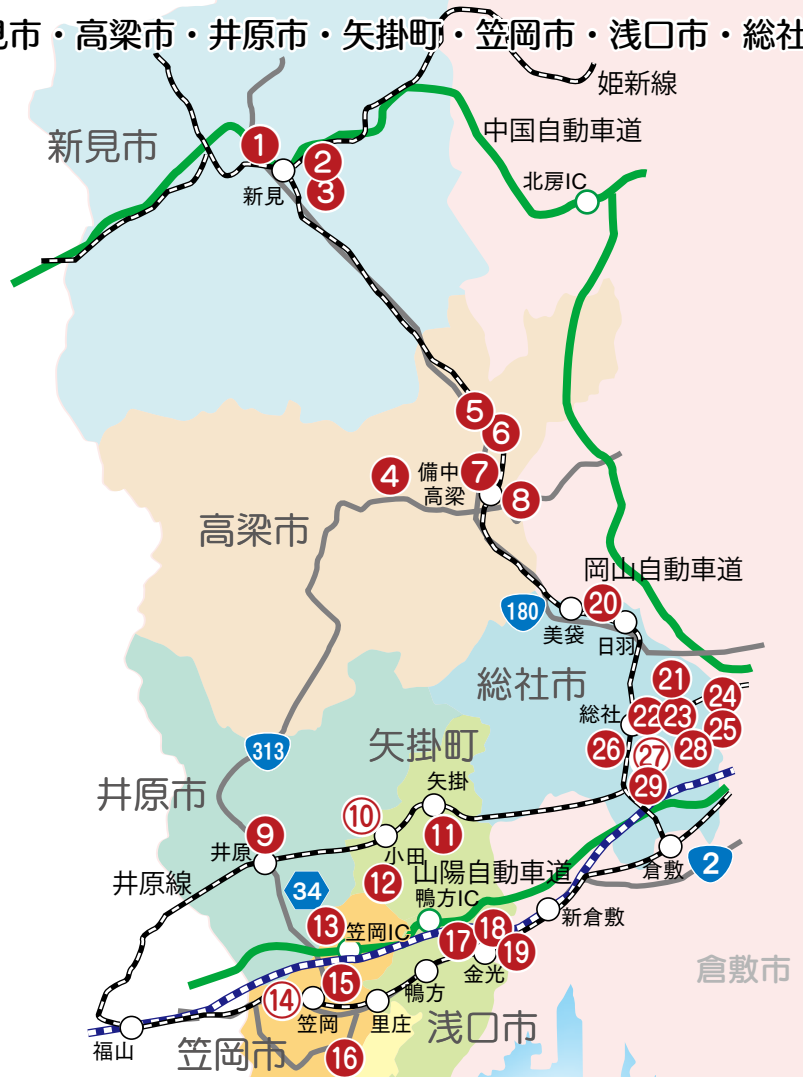 見市・高梁市・井原市・矢掛町・笠岡市・浅口市・総社
姫新線
中国自動車道
新見市
1
2
3
新見
北房IC
5
6
4
備中
高梁
7
8
高梁市
岡山自動車道
180
美袋
20
日羽
総社市
21
総社
22
23
24
25
26
27
28
29
313
矢掛町
矢掛
井原市
10
11
9
井原
小田
倉敷
2
井原線
12
山陽自動車道
34
鴨方IC
新倉敷
13
笠岡IC
17
18
19
金光
倉敷市
14
15
笠岡
鴨方
里庄
浅口市
福山
笠岡市
16